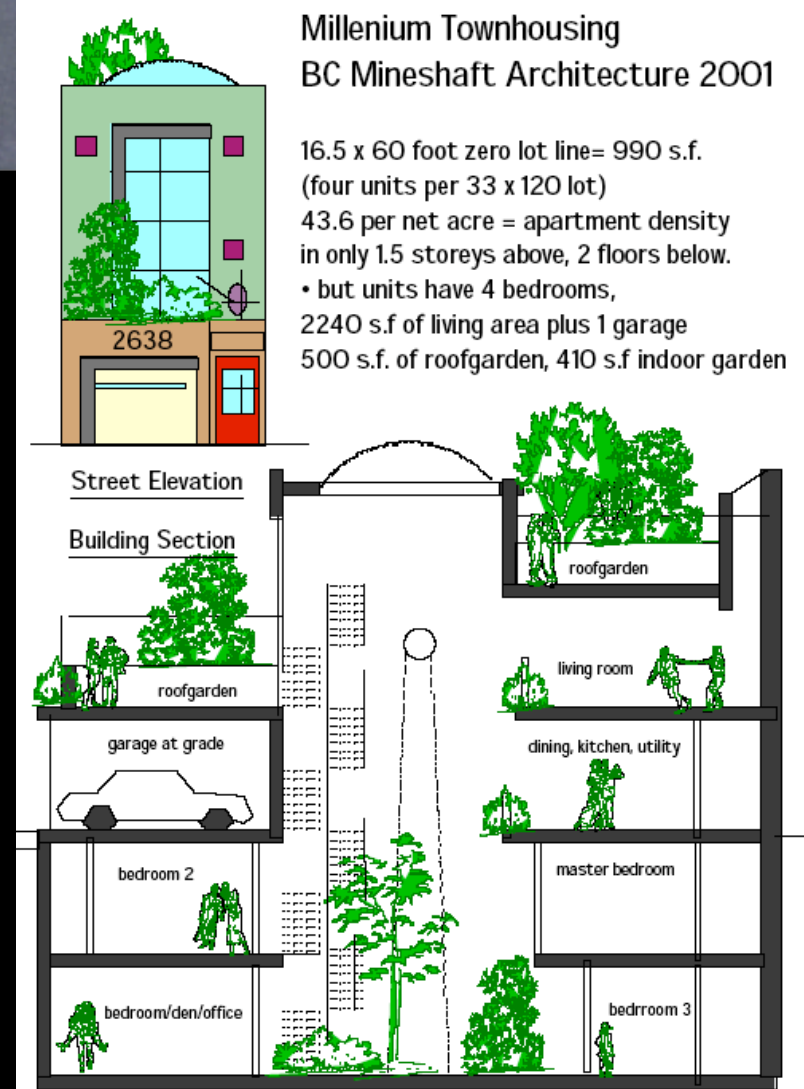 Millenium Townhousing
BC Mineshaft Architecture 2001
16.5 x 60 foot zero lot line= 990 s.f.
(four units per 33 x 120 lot)
43.6 per net acre = apartment density
in only 1.5 storeys above, 2 floors below.
• but units have 4 bedrooms,
2240 s.f of living area plus 1 garage
500 s.f. of roofgarden, 410 s.f indoor garden
2638
Street Elevation
Building Section
roofgarden
roofgarden
living room
garage at grade
dining, kitchen, utility
bedroom 2
master bedroom
bedroom/den/office
bedrroom 3